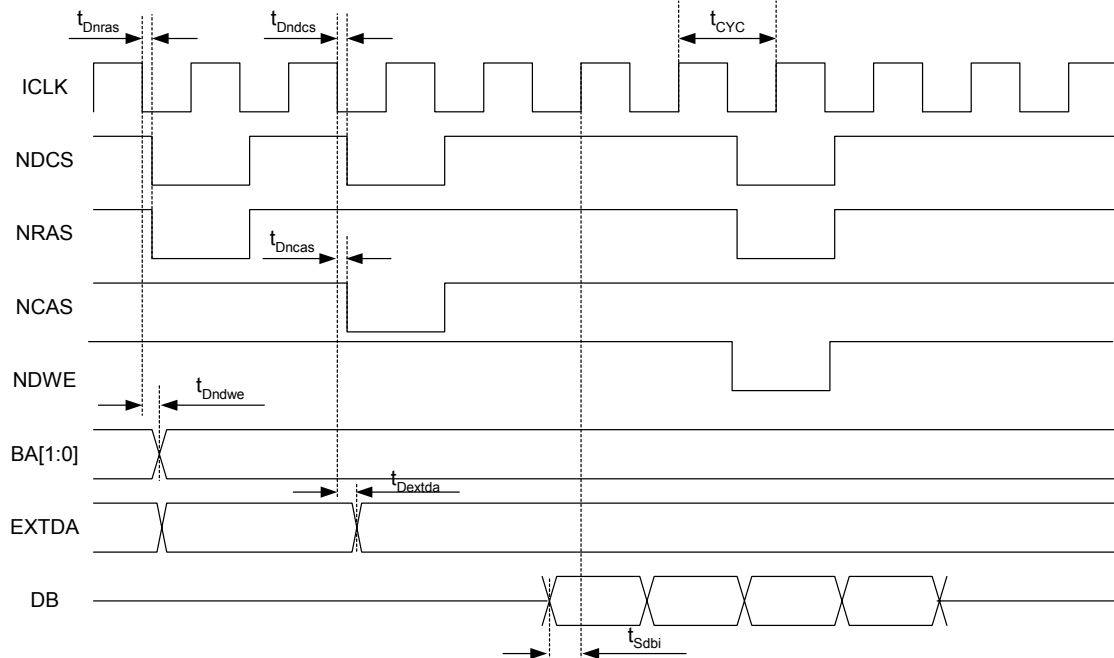 tDnras
tDndcs
tCYC
ICLK
NDCS
NRAS
tDncas
NCAS
NDWE
tDndwe
BA[1:0]
tDextda
EXTDA
DB
tSdbi